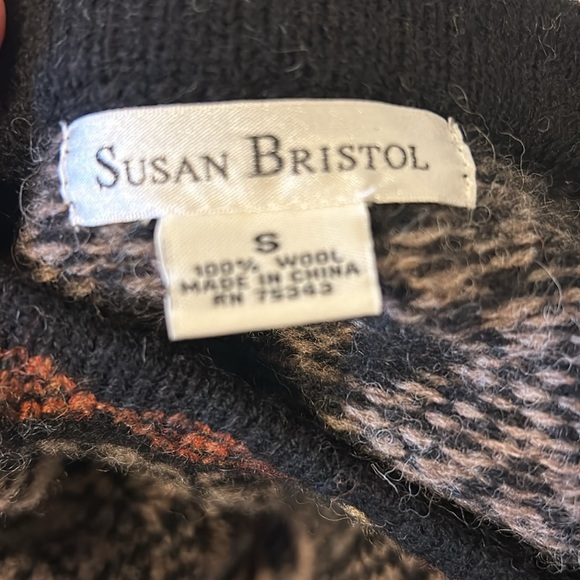 SUSAN BRISTOL
S
100% WOOL
MADE IN CHINA
RN 75343